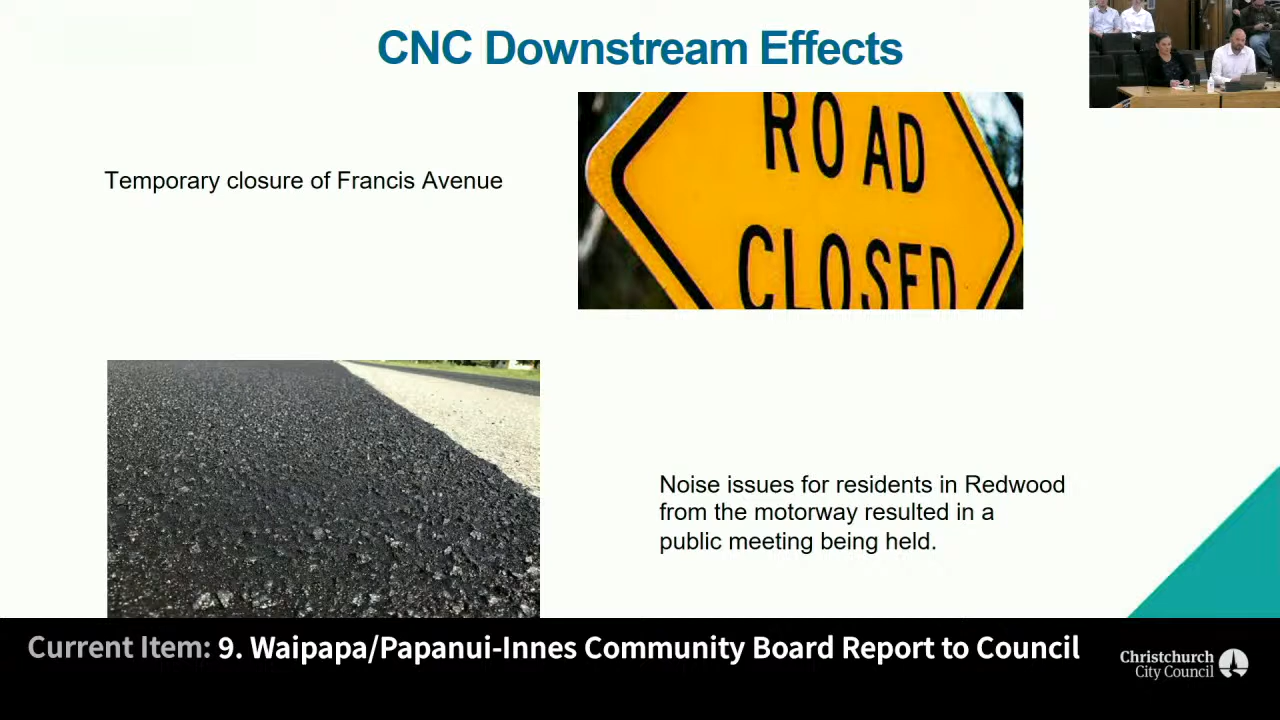 CNC Downstream Effects
Temporary closure of Francis Avenue
ROAD
CLOSED
Noise issues for residents in Redwood
from the motorway resulted in a
public meeting being held.
Current Item: 9. Waipapa/Papanui-Innes Community Board Report to Council
Christchurch
City Council